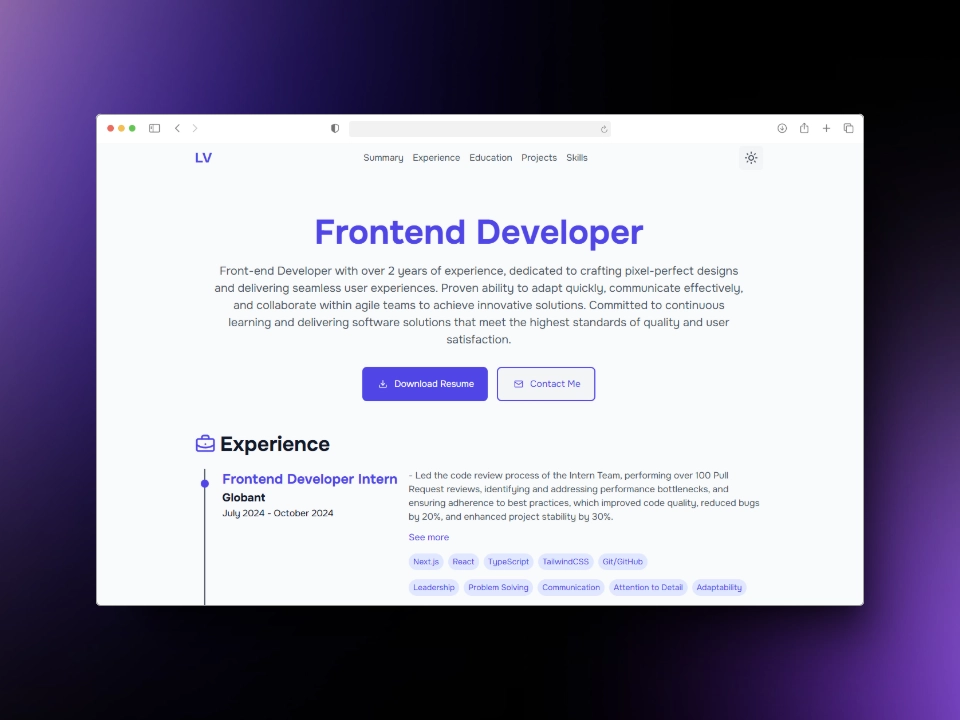 LV
Summary Experience Education Projects Skills
Frontend Developer
Front-end Developer with over 2 years of experience, dedicated to crafting pixel-perfect designs
and delivering seamless user experiences. Proven ability to adapt quickly, communicate effectively,
and collaborate within agile teams to achieve innovative solutions. Committed to continuous
learning and delivering software solutions that meet the highest standards of quality and user
satisfaction.
Download Resume
Contact Me
Experience
Frontend Developer Intern
Globant
July 2024 - October 2024
- Led the code review process of the Intern Team, performing over 100 Pull
Request reviews, identifying and addressing performance bottlenecks, and
ensuring adherence to best practices, which improved code quality, reduced bugs
by 20%, and enhanced project stability by 30%.
See more
Next.js React TypeScript TailwindCSS Git/GitHub
Leadership Problem Solving Communication Attention to Detail Adaptability